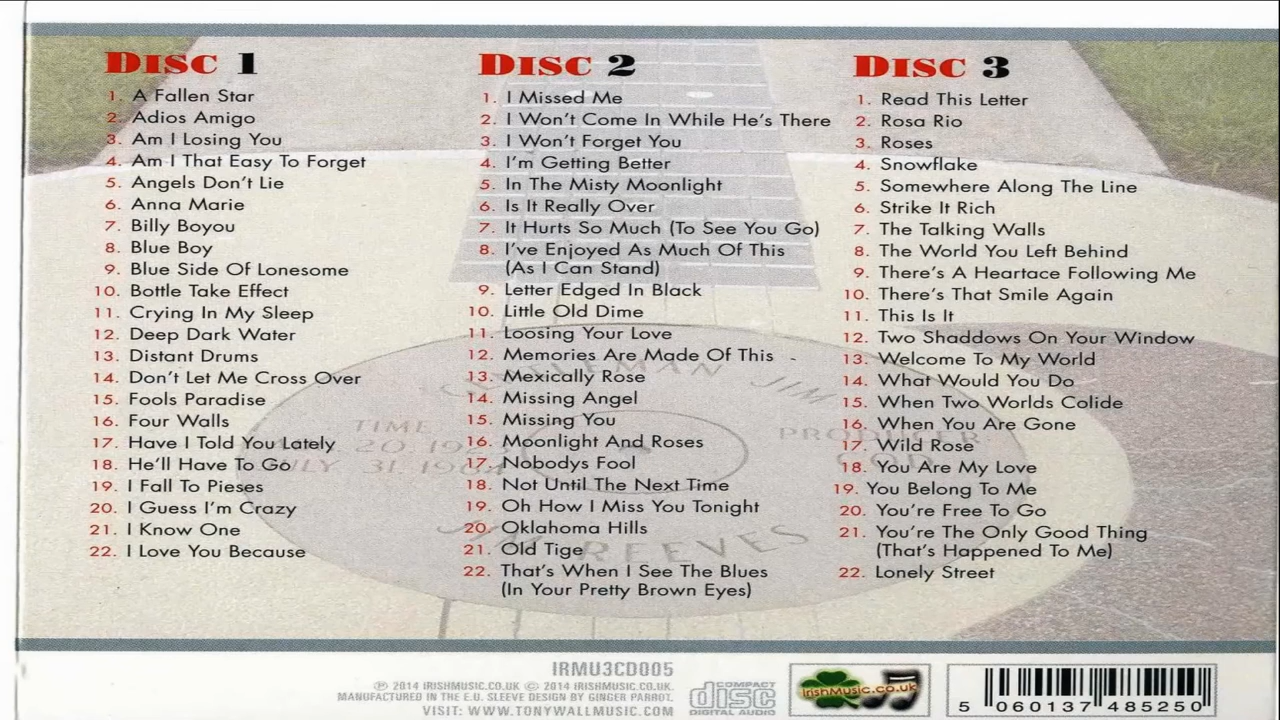 DISC 1
1. A Fallen Star
2. Adios Amigo
3. Am I Losing You
4. Am I That Easy To Forget
5. Angels Don't Lie
6. Anna Marie
7. Billy Boyou
8. Blue Boy
9. Blue Side Of Lonesome
10. Bottle Take Effect
11. Crying In My Sleep
12. Deep Dark Water
13. Distant Drums
14. Don't Let Me Cross Over
15. Fools Paradise
16. Four Walls
17. Have I Told You Lately
18. He'll Have To Go
19. I Fall To Pieses
20. I Guess I'm Crazy
21. I Know One
22. I Love You Because
DISC 2
1. I Missed Me
2. I Won't Come In While He's There
3. I Won't Forget You
4. I'm Getting Better
5. In The Misty Moonlight
6. Is It Really Over
7. It Hurts So Much (To See You Go)
8. I've Enjoyed As Much Of This
(As I Can Stand)
9. Letter Edged In Black
10. Little Old Dime
11. Loosing Your Love
12. Memories Are Made Of This
13. Mexically Rose
14. Missing Angel
15. Missing You
16. Moonlight And Roses
17. Nobodys Fool
18. Not Until The Next Time
19. Oh How I Miss You Tonight
20. Oklahoma Hills
21. Old Tige
22. That's When I See The Blues
(In Your Pretty Brown Eyes)
DISC 3
1. Read This Letter
2. Rosa Rio
3. Roses
4. Snowflake
5. Somewhere Along The Line
6. Strike It Rich
7. The Talking Walls
8. The World You Left Behind
9. There's A Heartace Following Me
10. There's That Smile Again
11. This Is It
12. Two Shaddows On Your Window
13. Welcome To My World
14. What Would You Do
15. When Two Worlds Colide
16. When You Are Gone
17. Wild Rose
18. You Are My Love
19. You Belong To Me
20. You're Free To Go
21. You're The Only Good Thing
(That's Happened To Me)
22. Lonely Street
JIM
TIME
PRODUCER
GOD
JULY 31, 1964
JIM REEVES
IRMU3CD005
℗ 2014 IRISHMUSIC.CO.UK © 2014 IRISHMUSIC.CO.UK.
MANUFACTURED IN THE E.U. SLEEVE DESIGN BY GINGER PARROT.
VISIT: WWW.TONYWALLMUSIC.COM
COMPACT
disc
DIGITAL AUDIO
IrishMusic.co.uk
5 060137 485250